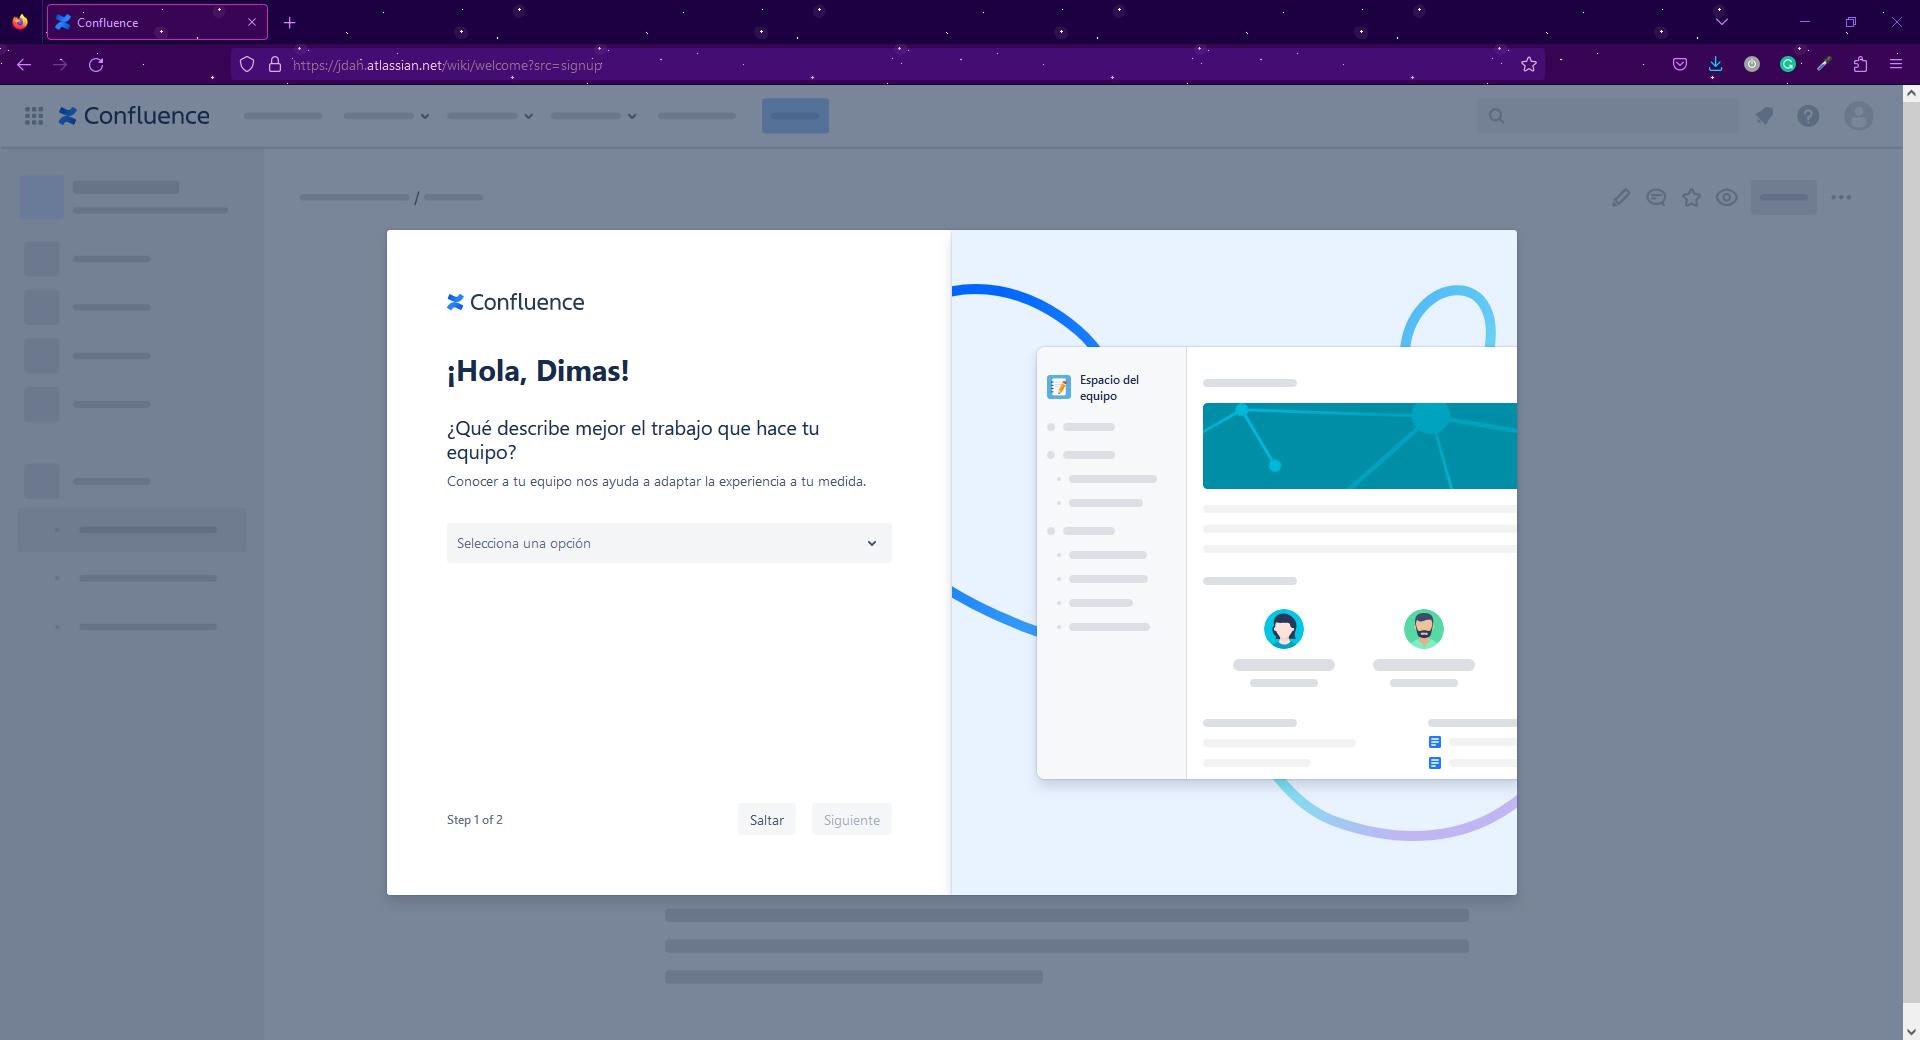 Confluence
https://jdah.atlassian.net/wiki/welcome?src=signup
Confluence
/
Confluence
¡Hola, Dimas!
¿Qué describe mejor el trabajo que hace tu
equipo?
Conocer a tu equipo nos ayuda a adaptar la experiencia a tu medida.
Selecciona una opción
Step 1 of 2
Saltar
Siguiente
Espacio del
equipo